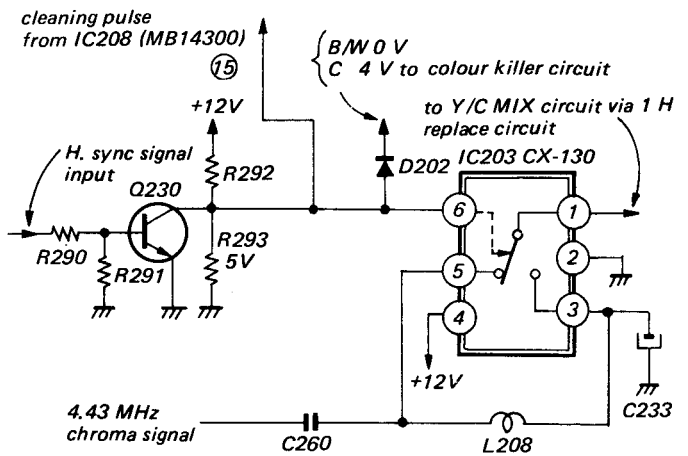 cleaning pulse
from IC208 (MB14300)
15
+12V
B/W 0 V
C 4 V to colour killer circuit
to Y/C MIX circuit via 1 H
replace circuit
H. sync signal
input
Q230
R292
D202
IC203 CX-130
R290
R291
R293
5V
6
1
5
2
4
3
+12V
C233
4.43 MHz
chroma signal
C260
L208